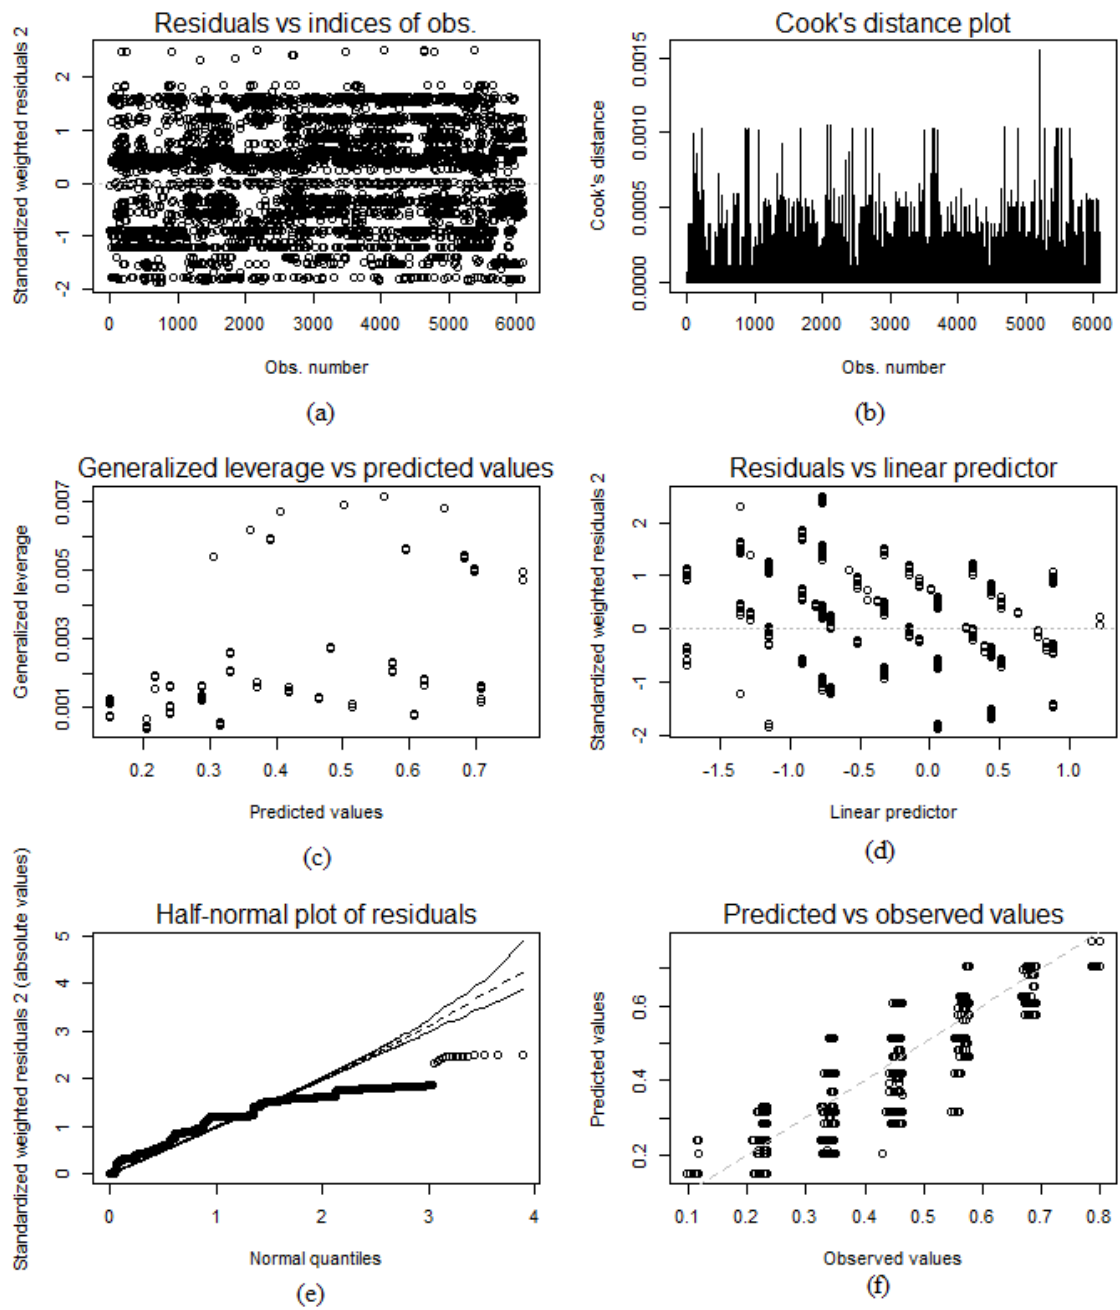 Residuals vs indices of obs.
Standardized weighted residuals 2
2
1
0
-1
-2
0 1000 2000 3000 4000 5000 6000
Obs. number
(a)
Cook's distance plot
Cook's distance
0.0015
0.0010
0.0005
0.0000
0 1000 2000 3000 4000 5000 6000
Obs. number
(b)
Generalized leverage vs predicted values
Generalized leverage
0.007
0.005
0.003
0.001
0.2 0.3 0.4 0.5 0.6 0.7
Predicted values
(c)
Residuals vs linear predictor
Standardized weighted residuals 2
2
1
0
-1
-2
-1.5 -1.0 -0.5 0.0 0.5 1.0
Linear predictor
(d)
Half-normal plot of residuals
Standardized weighted residuals 2 (absolute values)
5
4
3
2
1
0
0 1 2 3 4
Normal quantiles
(e)
Predicted vs observed values
Predicted values
0.6
0.4
0.2
0.1 0.2 0.3 0.4 0.5 0.6 0.7 0.8
Observed values
(f)